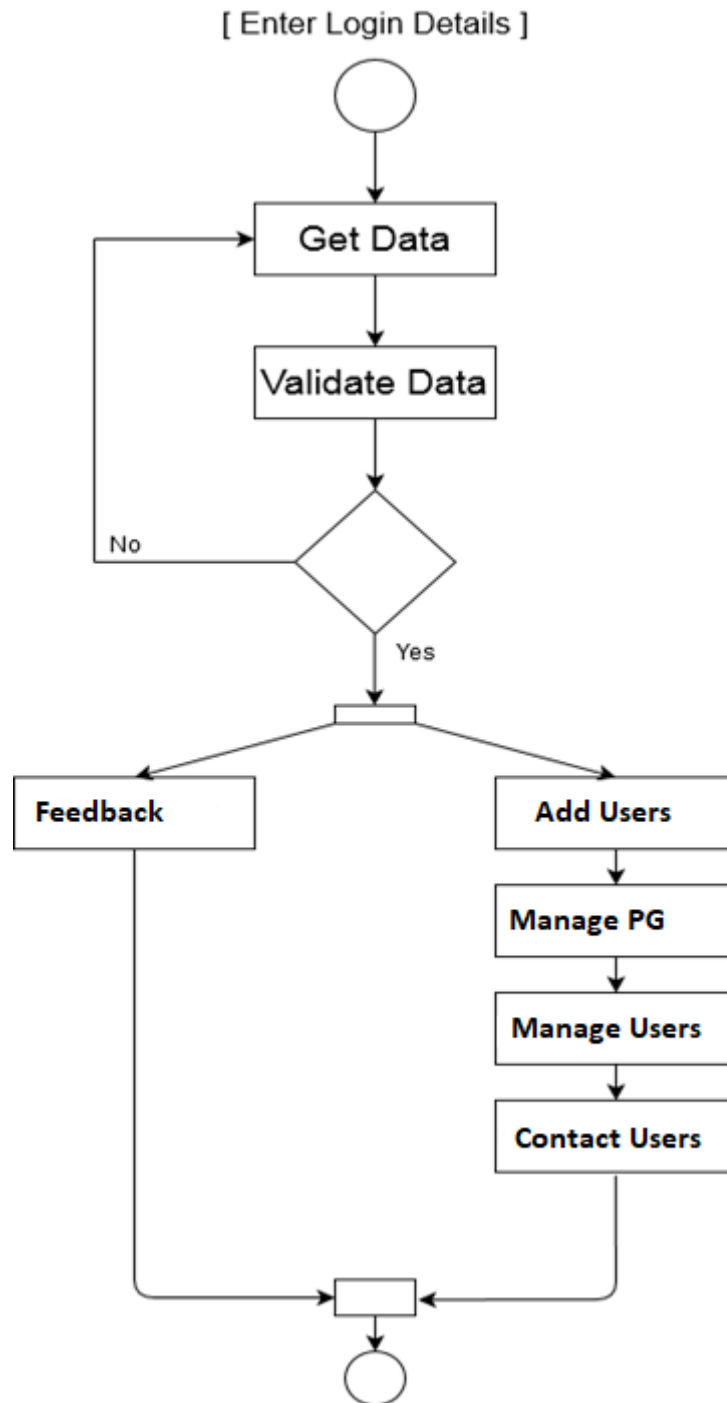 [ Enter Login Details ]
Get Data
Validate Data
No
Yes
Feedback
Add Users
Manage PG
Manage Users
Contact Users